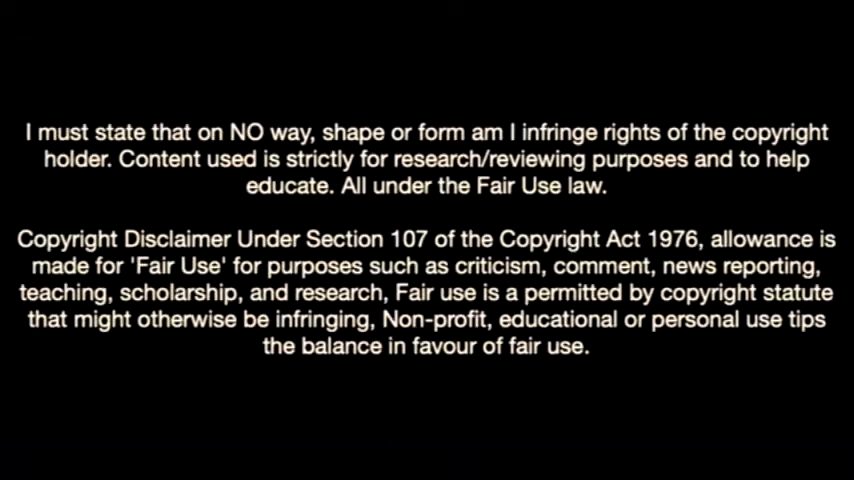 I must state that on NO way, shape or form am I infringe rights of the copyright
holder. Content used is strictly for research/reviewing purposes and to help
educate. All under the Fair Use law.
Copyright Disclaimer Under Section 107 of the Copyright Act 1976, allowance is
made for 'Fair Use' for purposes such as criticism, comment, news reporting,
teaching, scholarship, and research, Fair use is a permitted by copyright statute
that might otherwise be infringing, Non-profit, educational or personal use tips
the balance in favour of fair use.